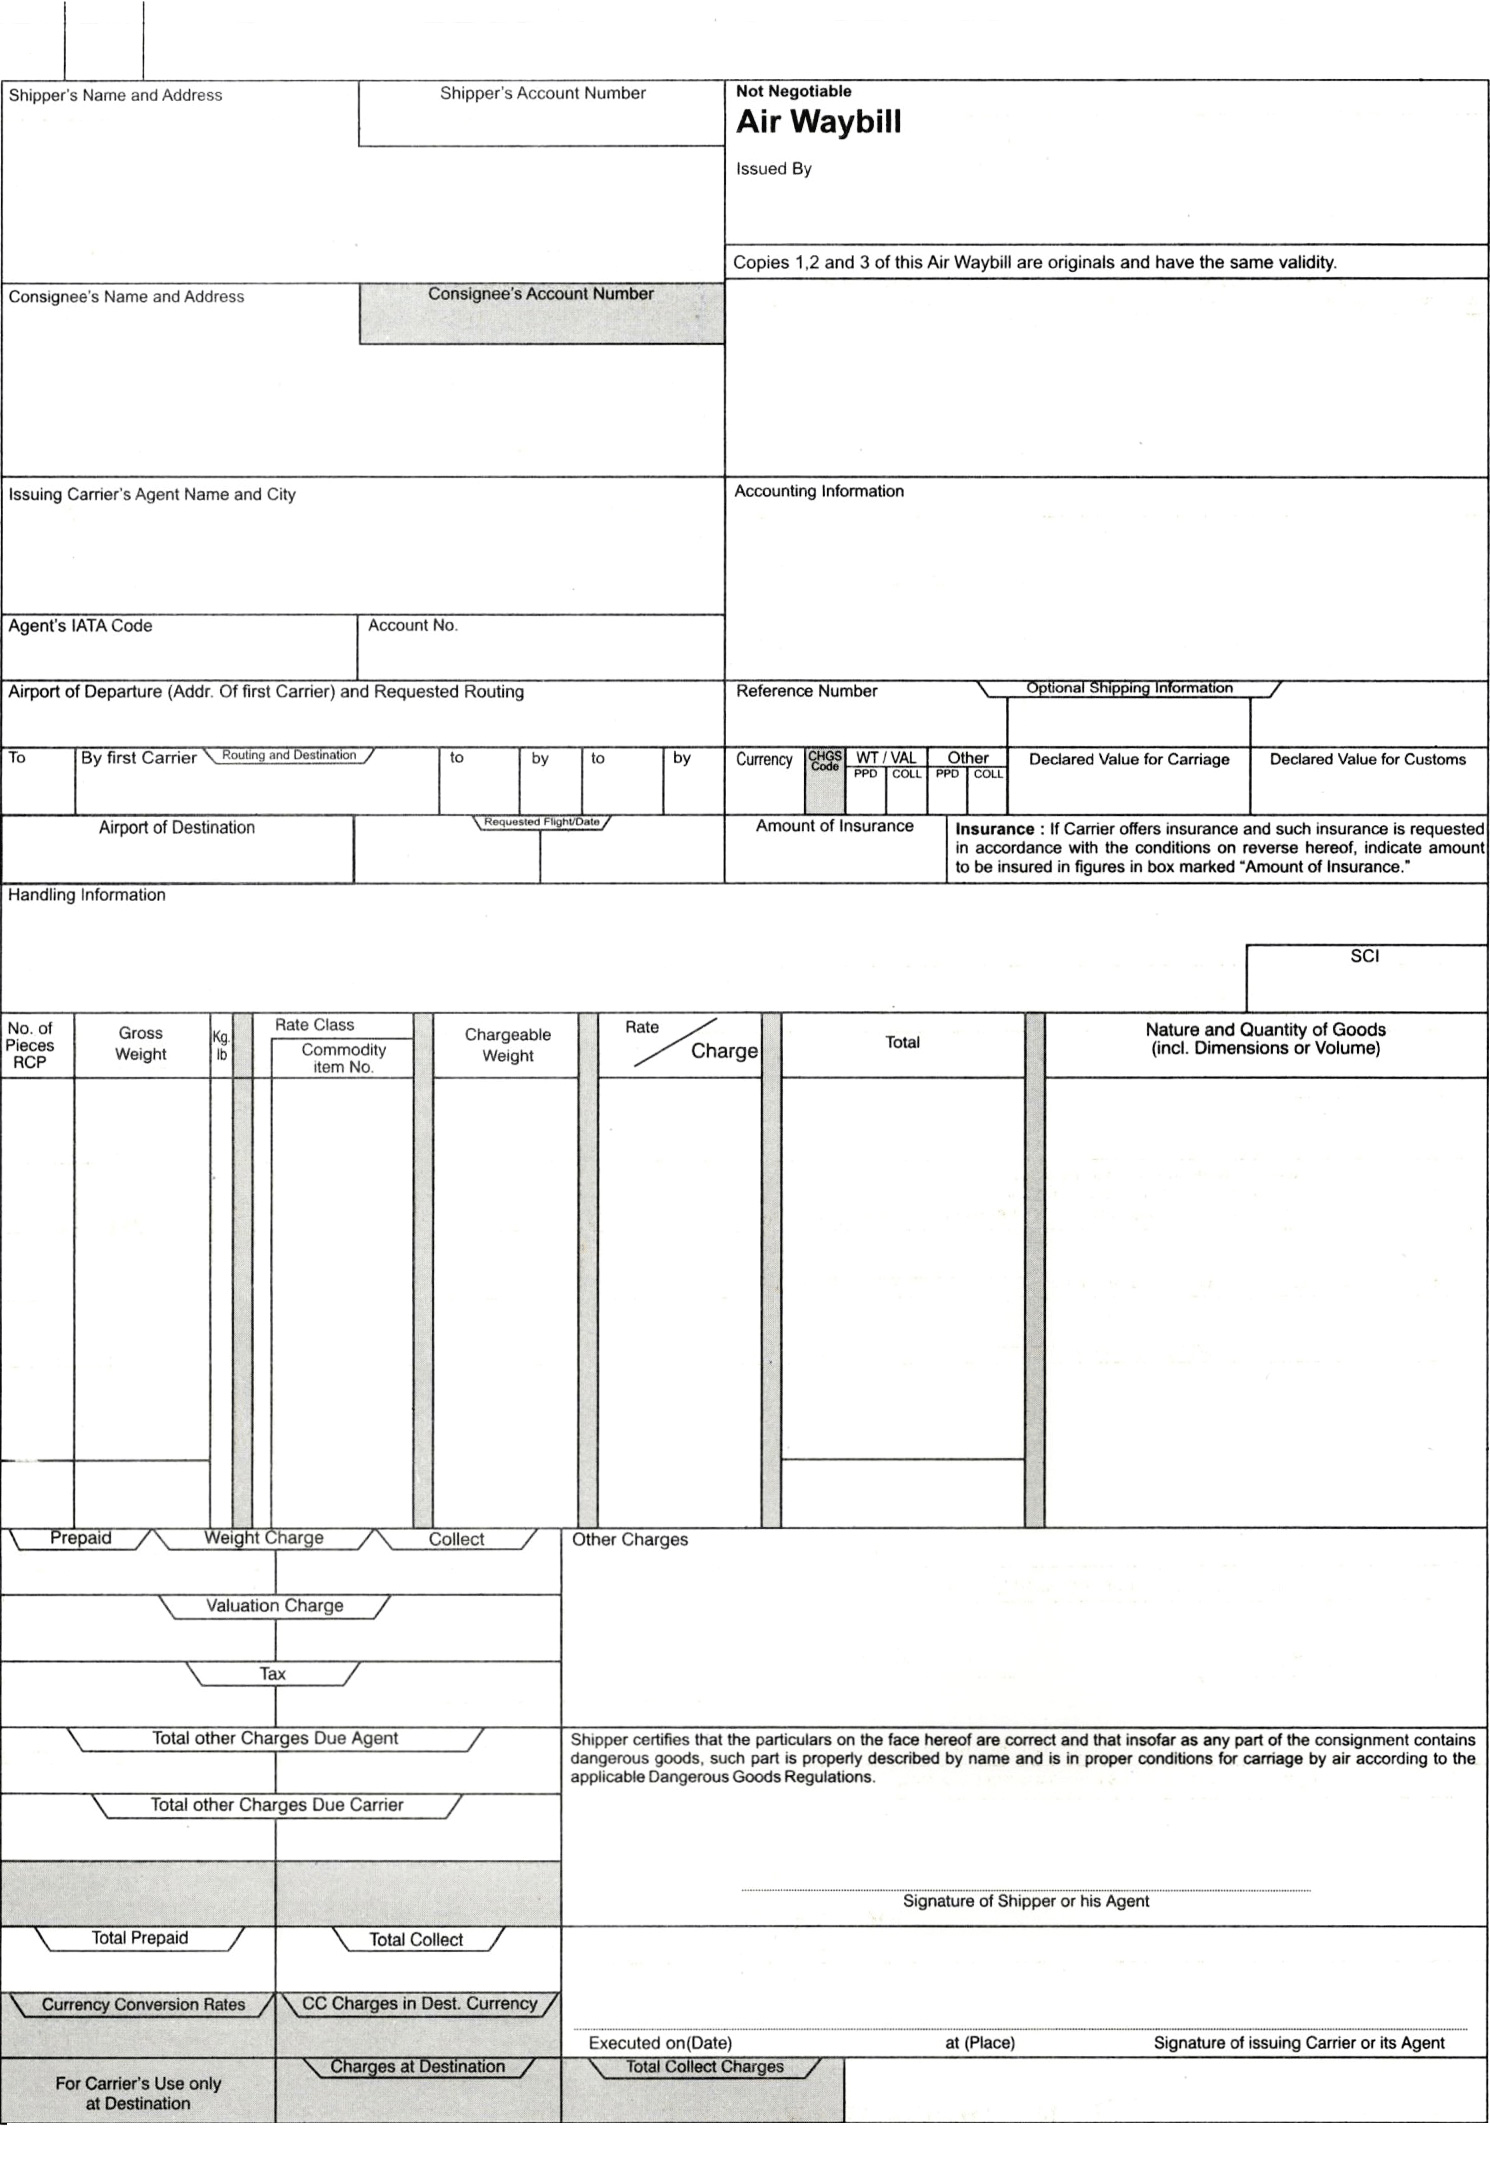 Shipper's Name and Address
Shipper's Account Number
Not Negotiable
Air Waybill
Issued By
Copies 1,2 and 3 of this Air Waybill are originals and have the same validity.
Consignee's Name and Address
Consignee's Account Number
Issuing Carrier's Agent Name and City
Accounting Information
Agent's IATA Code
Account No.
Airport of Departure (Addr. Of first Carrier) and Requested Routing
Reference Number
Optional Shipping Information
To
By first Carrier
Routing and Destination
to
by
to
by
Currency
CHGS
Code
WT / VAL
PPD
COLL
Other
PPD
COLL
Declared Value for Carriage
Declared Value for Customs
Airport of Destination
Requested Flight/Date
Amount of Insurance
Insurance : If Carrier offers insurance and such insurance is requested
in accordance with the conditions on reverse hereof, indicate amount
to be insured in figures in box marked “Amount of Insurance.”
Handling Information
SCI
No. of
Pieces
RCP
Gross
Weight
Kg.
lb
Rate Class
Commodity
item No.
Chargeable
Weight
Rate
Charge
Total
Nature and Quantity of Goods
(incl. Dimensions or Volume)
Prepaid
Weight Charge
Collect
Other Charges
Valuation Charge
Tax
Total other Charges Due Agent
Shipper certifies that the particulars on the face hereof are correct and that insofar as any part of the consignment contains
dangerous goods, such part is properly described by name and is in proper conditions for carriage by air according to the
applicable Dangerous Goods Regulations.
Total other Charges Due Carrier
Signature of Shipper or his Agent
Total Prepaid
Total Collect
Currency Conversion Rates
CC Charges in Dest. Currency
Executed on(Date)
at (Place)
Signature of issuing Carrier or its Agent
For Carrier's Use only
at Destination
Charges at Destination
Total Collect Charges